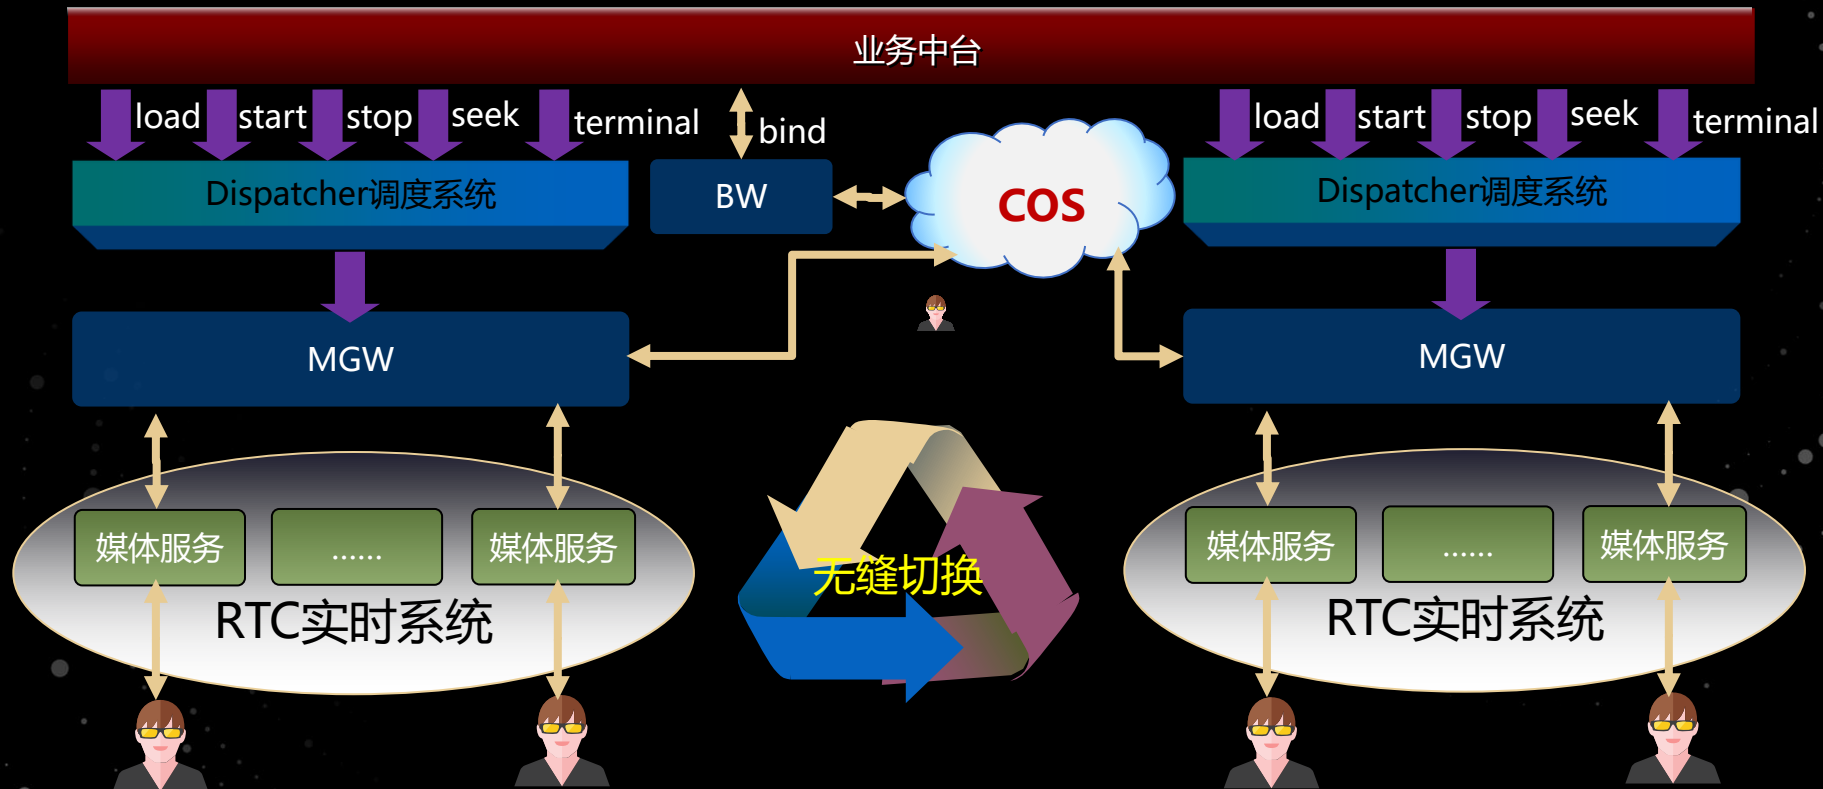 业务中台
load
start
stop
seek
terminal
bind
load
start
stop
seek
terminal
Dispatcher调度系统
BW
COS
Dispatcher调度系统
MGW
MGW
媒体服务
......
媒体服务
RTC实时系统
无缝切换
媒体服务
......
媒体服务
RTC实时系统